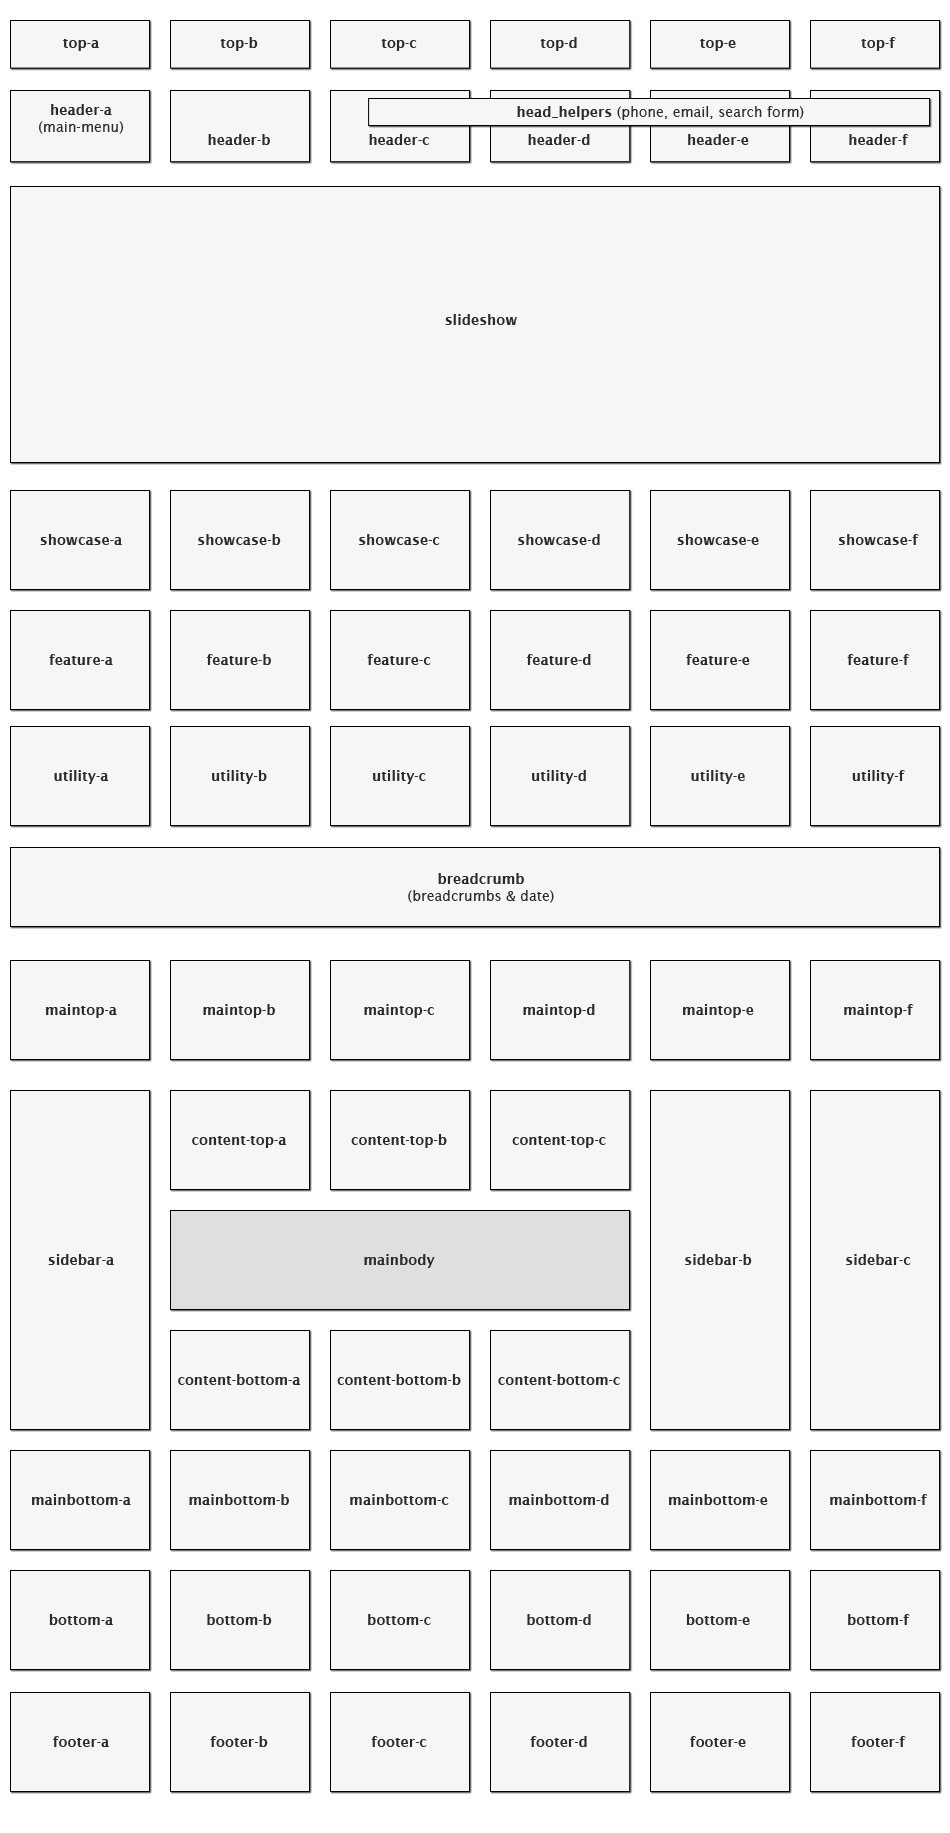 top-a
top-b
top-c
top-d
top-e
top-f
header-a
(main-menu)
head_helpers (phone, email, search form)
header-b
header-c
header-d
header-e
header-f
slideshow
showcase-a
showcase-b
showcase-c
showcase-d
showcase-e
showcase-f
feature-a
feature-b
feature-c
feature-d
feature-e
feature-f
utility-a
utility-b
utility-c
utility-d
utility-e
utility-f
breadcrumb
(breadcrumbs & date)
maintop-a
maintop-b
maintop-c
maintop-d
maintop-e
maintop-f
content-top-a
content-top-b
content-top-c
sidebar-a
mainbody
sidebar-b
sidebar-c
content-bottom-a
content-bottom-b
content-bottom-c
mainbottom-a
mainbottom-b
mainbottom-c
mainbottom-d
mainbottom-e
mainbottom-f
bottom-a
bottom-b
bottom-c
bottom-d
bottom-e
bottom-f
footer-a
footer-b
footer-c
footer-d
footer-e
footer-f